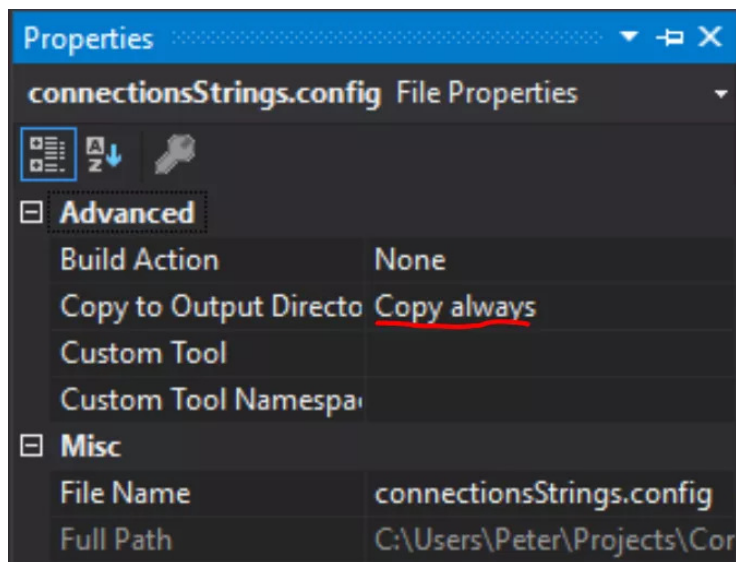 Properties
connectionsStrings.config File Properties
Advanced
Build Action None
Copy to Output Directo Copy always
Custom Tool
Custom Tool Namespa
Misc
File Name connectionsStrings.config
Full Path C:\Users\Peter\Projects\Cor